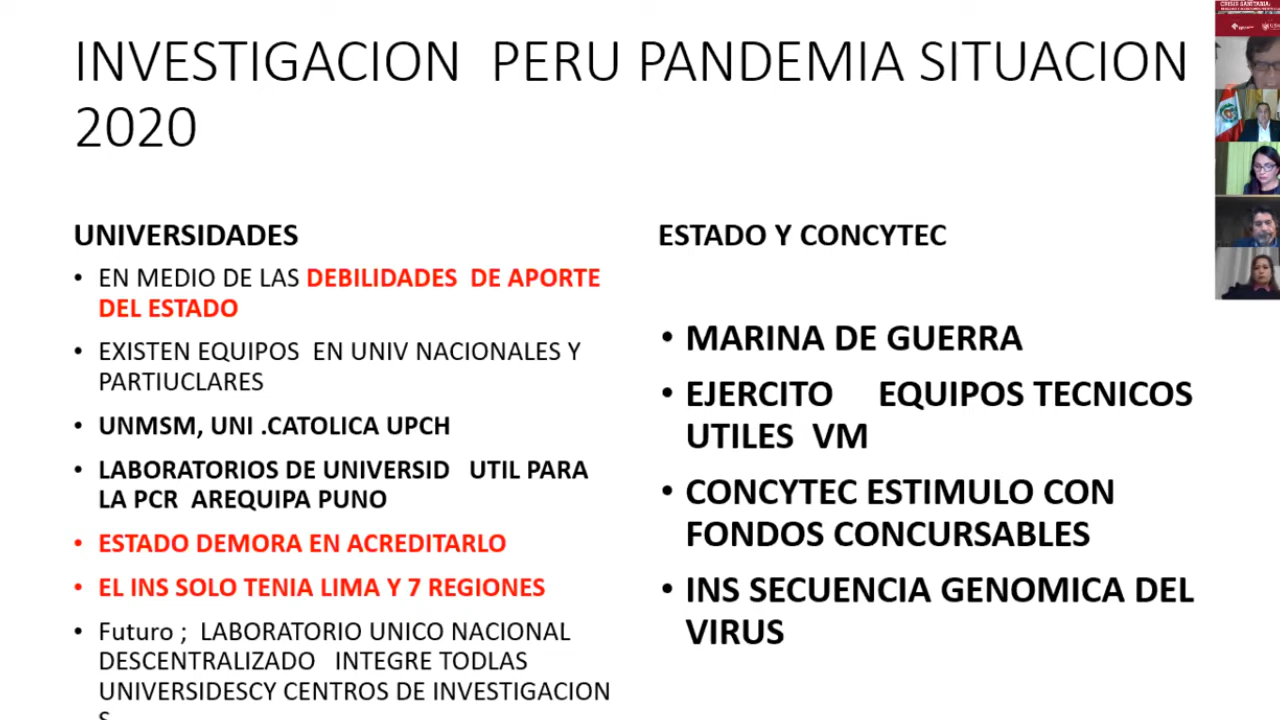 INVESTIGACION PERU PANDEMIA SITUACION
2020
UNIVERSIDADES
• EN MEDIO DE LAS DEBILIDADES DE APORTE
DEL ESTADO
• EXISTEN EQUIPOS EN UNIV NACIONALES Y
PARTIUCLARES
• UNMSM, UNI .CATOLICA UPCH
• LABORATORIOS DE UNIVERSID UTIL PARA
LA PCR AREQUIPA PUNO
• ESTADO DEMORA EN ACREDITARLO
• EL INS SOLO TENIA LIMA Y 7 REGIONES
• Futuro ; LABORATORIO UNICO NACIONAL
DESCENTRALIZADO INTEGRE TODLAS
UNIVERSIDESCY CENTROS DE INVESTIGACION
S
ESTADO Y CONCYTEC
• MARINA DE GUERRA
• EJERCITO EQUIPOS TECNICOS
UTILES VM
• CONCYTEC ESTIMULO CON
FONDOS CONCURSABLES
• INS SECUENCIA GENOMICA DEL
VIRUS
CRISIS SANITARIA: